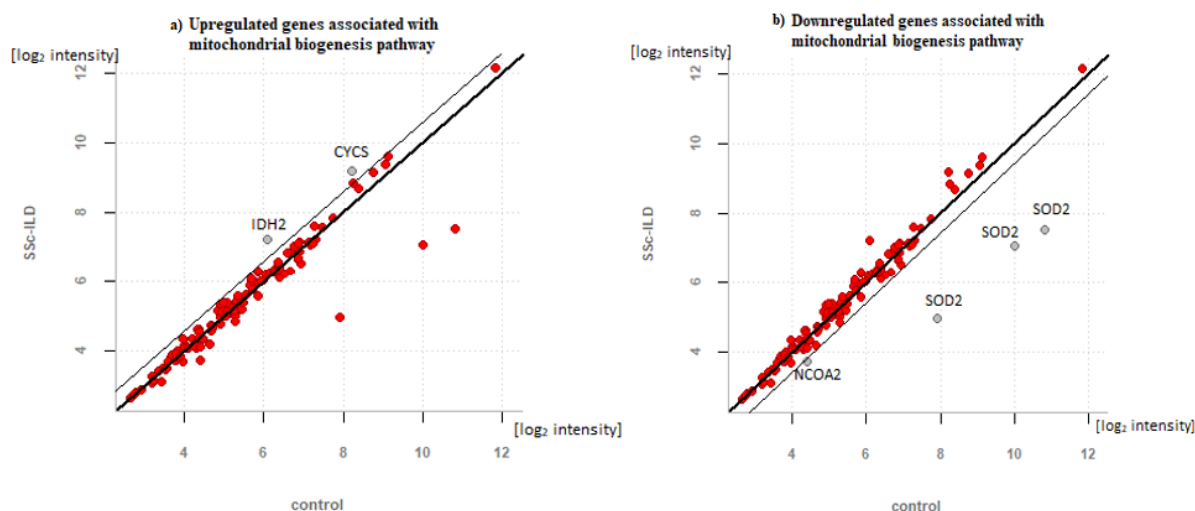 a) Upregulated genes associated with
mitochondrial biogenesis pathway
[log₂ intensity]
12
10
8
6
4
SSc-ILD
CYCS
IDH2
4 6 8 10 12
[log₂ intensity]
control
b) Downregulated genes associated with
mitochondrial biogenesis pathway
[log₂ intensity]
12
10
8
6
4
SSc-ILD
SOD2
SOD2
SOD2
NCOA2
4 6 8 10 12
[log₂ intensity]
control